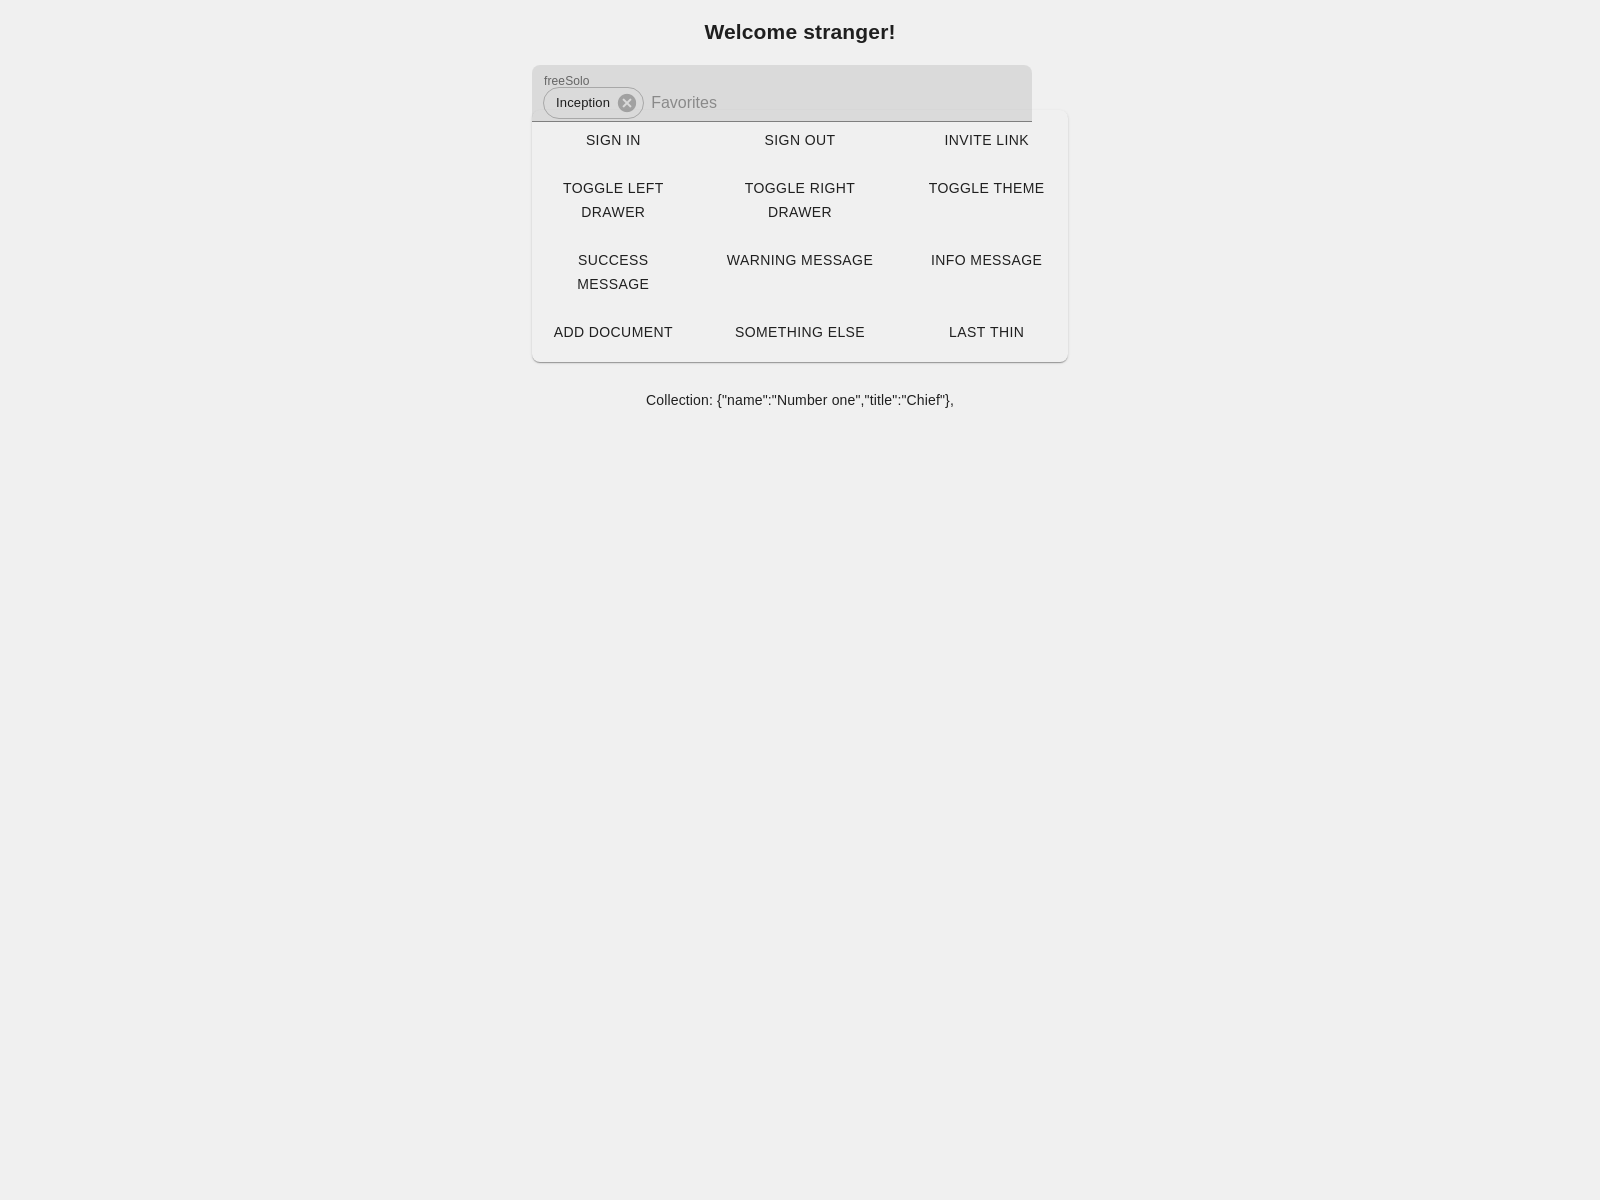 Welcome stranger!
freeSolo
Inception Favorites
SIGN IN SIGN OUT INVITE LINK
TOGGLE LEFT DRAWER TOGGLE RIGHT DRAWER TOGGLE THEME
SUCCESS MESSAGE WARNING MESSAGE INFO MESSAGE
ADD DOCUMENT SOMETHING ELSE LAST THIN
Collection: {"name":"Number one","title":"Chief"},